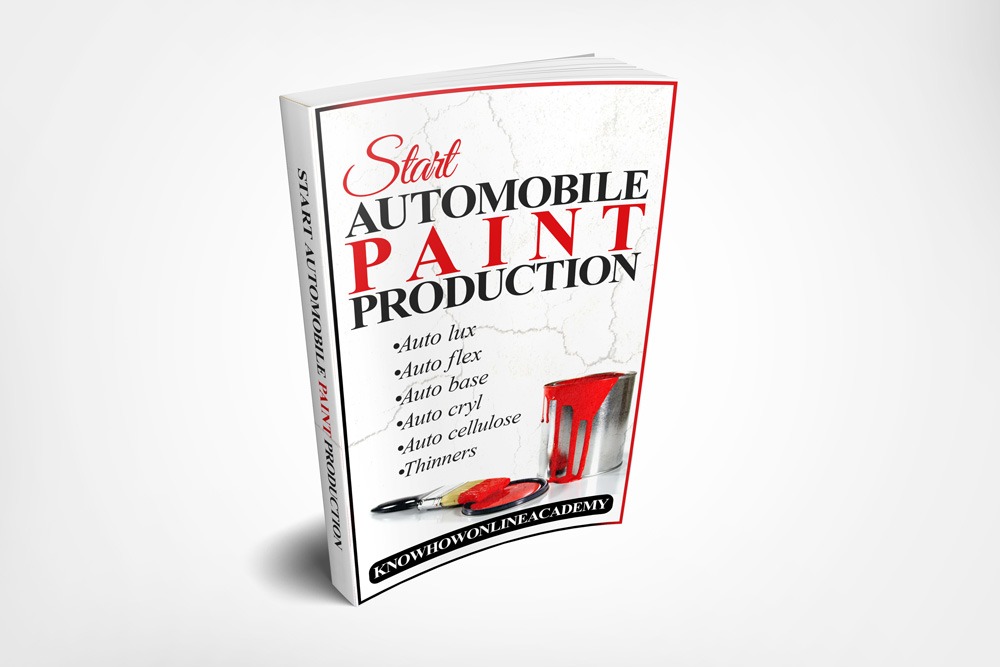 Start
AUTOMOBILE
PAINT
PRODUCTION
•Auto lux
•Auto flex
•Auto base
•Auto cryl
•Auto cellulose
•Thinners
KNOWHOWONLINEACADEMY
START AUTOMOBILE PAINT PRODUCTION